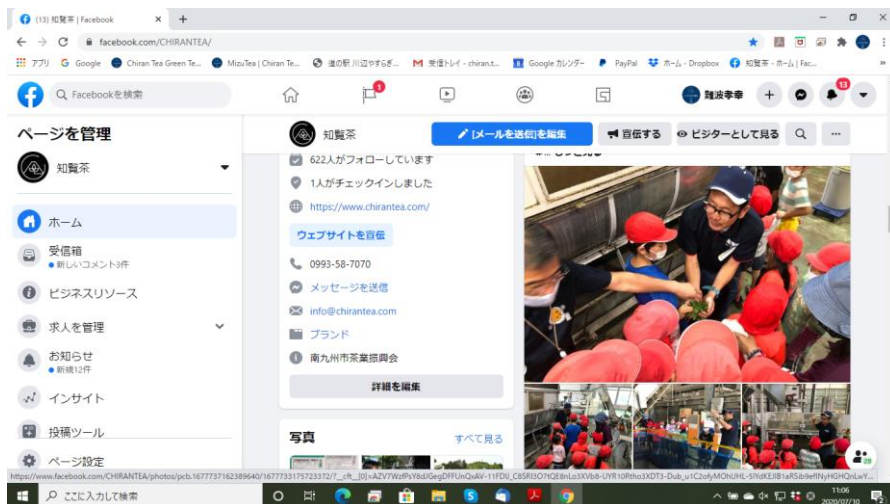 (13) 知覧茶 | Facebook
facebook.com/CHIRANTEA/
アプリ
Google
Chiran Tea Green Te...
MizuTea | Chiran Te...
道の駅 川辺やすらぎ...
受信トレイ - chiran.t...
Google カレンダー
PayPal
ホーム - Dropbox
知覧茶 - ホーム | Fac...
Facebookを検索
1
難波孝幸
13
ページを管理
知覧茶
ホーム
受信箱
新しいコメント3件
ビジネスリソース
求人を管理
お知らせ
新規12件
インサイト
投稿ツール
ページ設定
知覧茶
[メールを送信]を編集
宣伝する
ビジターとして見る
622人がフォローしています
1人がチェックインしました
https://www.chirantea.com/
ウェブサイトを宣伝
0993-58-7070
メッセージを送信
info@chirantea.com
ブランド
南九州市茶業振興会
詳細を編集
写真
すべて見る
ここに入力して検索
11:06
2020/07/10